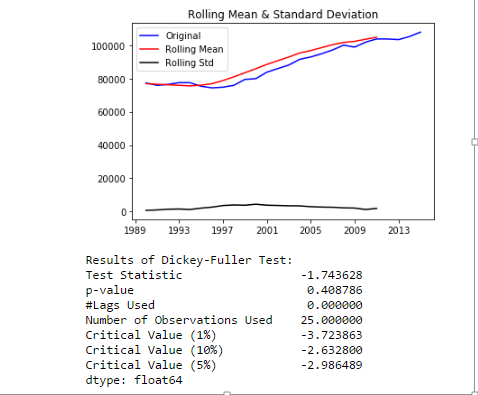 Rolling Mean & Standard Deviation
Original
Rolling Mean
Rolling Std
100000
80000
60000
40000
20000
0
1989 1993 1997 2001 2005 2009 2013
Results of Dickey-Fuller Test:
Test Statistic -1.743628
p-value 0.408786
#Lags Used 0.000000
Number of Observations Used 25.000000
Critical Value (1%) -3.723863
Critical Value (10%) -2.632800
Critical Value (5%) -2.986489
dtype: float64